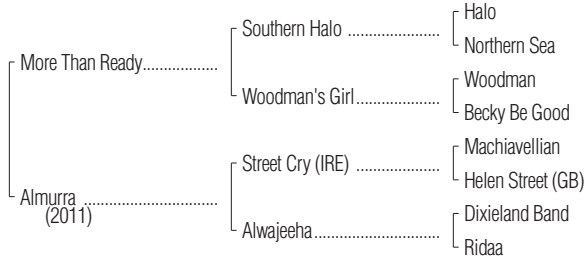 Halo
Southern Halo ....................
Northern Sea
More Than Ready.................
Woodman
Woodman's Girl ..................
Becky Be Good
Machiavellian
Street Cry (IRE) ..................
Helen Street (GB)
Almurra ............................
(2011)
Dixieland Band
Alwajeeha...........................
Ridaa